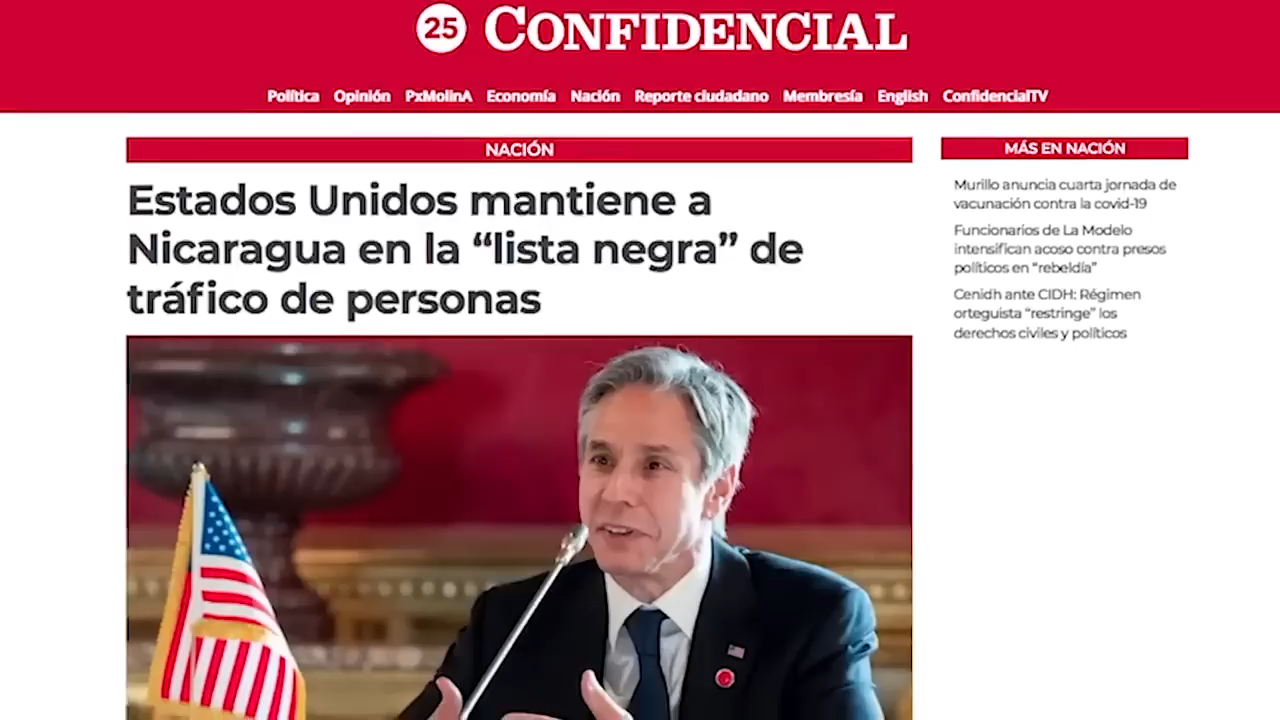 25 CONFIDENCIAL
Política Opinión PxMolinA Economía Nación Reporte ciudadano Membresía English ConfidencialTV
NACIÓN
Estados Unidos mantiene a
Nicaragua en la “lista negra” de
tráfico de personas
MÁS EN NACIÓN
Murillo anuncia cuarta jornada de
vacunación contra la covid-19
Funcionarios de La Modelo
intensifican acoso contra presos
políticos en “rebeldía”
Cenidh ante CIDH: Régimen
orteguista “restringe” los
derechos civiles y políticos